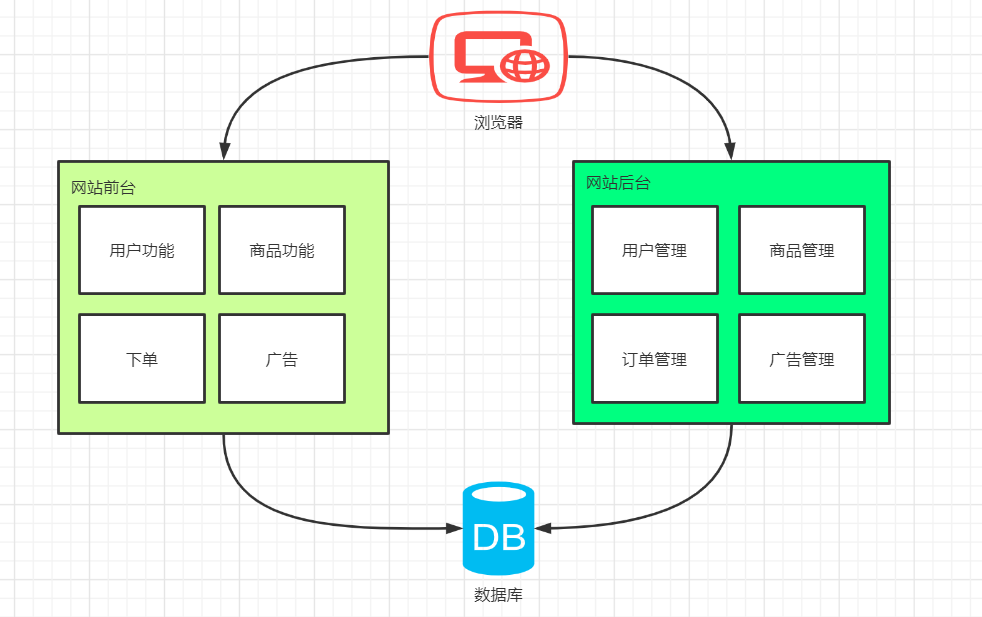 浏览器
网站前台
用户功能
商品功能
下单
广告
网站后台
用户管理
商品管理
订单管理
广告管理
DB
数据库